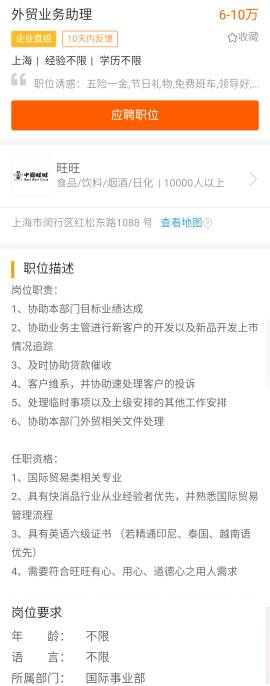 外贸业务助理
6-10万
企业直招
10天内反馈
收藏
上海 | 经验不限 | 学历不限
职位诱惑：五险一金,节日礼物,免费班车,领导好,...
应聘职位
中国旺旺
旺旺
食品/饮料/烟酒/日化 | 10000人以上
上海市闵行区红松东路1088 号 查看地图
职位描述
岗位职责：
1、协助本部门目标业绩达成
2、协助业务主管进行新客户的开发以及新品开发上市
情况追踪
3、及时协助贷款催收
4、客户维系，并协助速处理客户的投诉
5、处理临时事项以及上级安排的其他工作安排
6、协助本部门外贸相关文件处理
任职资格：
1、国际贸易类相关专业
2、具有快消品行业从业经验者优先，并熟悉国际贸易
管理流程
3、具有英语六级证书 （若精通印尼、泰国、越南语
优先）
4、需要符合旺旺有心、用心、道德心之用人需求
岗位要求
年 龄： 不限
语 言： 不限
所属部门： 国际事业部